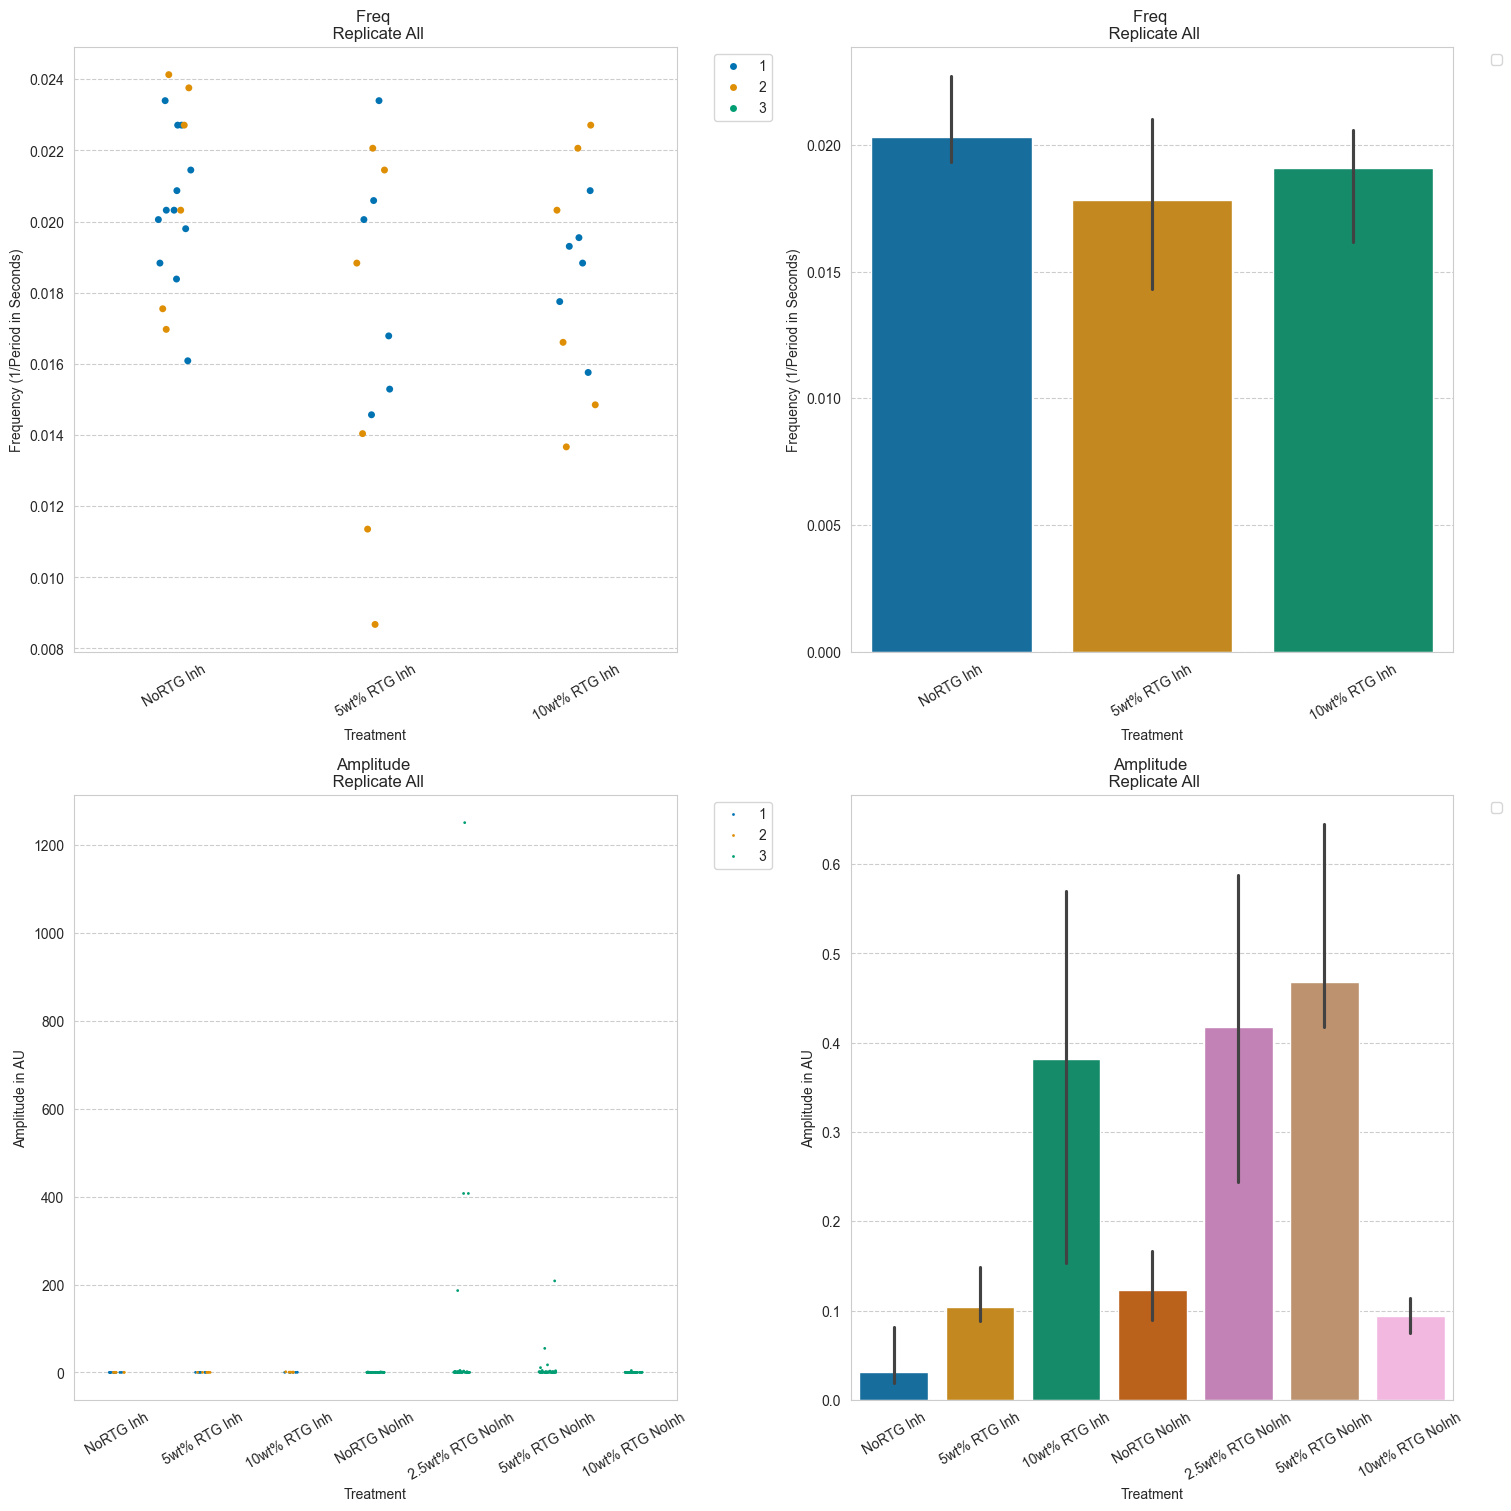 Freq
Replicate All
0.024
0.022
0.020
0.018
0.016
0.014
0.012
0.010
0.008
Frequency (1/Period in Seconds)
NoRTG Inh
5wt% RTG Inh
10wt% RTG Inh
Treatment
1
2
3
Freq
Replicate All
0.020
0.015
0.010
0.005
0.000
Frequency (1/Period in Seconds)
NoRTG Inh
5wt% RTG Inh
10wt% RTG Inh
Treatment
Amplitude
Replicate All
1200
1000
800
600
400
200
0
Amplitude in AU
NoRTG Inh
5wt% RTG Inh
10wt% RTG Inh
NoRTG NoInh
2.5wt% RTG NoInh
5wt% RTG NoInh
10wt% RTG NoInh
Treatment
1
2
3
Amplitude
Replicate All
0.6
0.5
0.4
0.3
0.2
0.1
0.0
Amplitude in AU
NoRTG Inh
5wt% RTG Inh
10wt% RTG Inh
NoRTG NoInh
2.5wt% RTG NoInh
5wt% RTG NoInh
10wt% RTG NoInh
Treatment